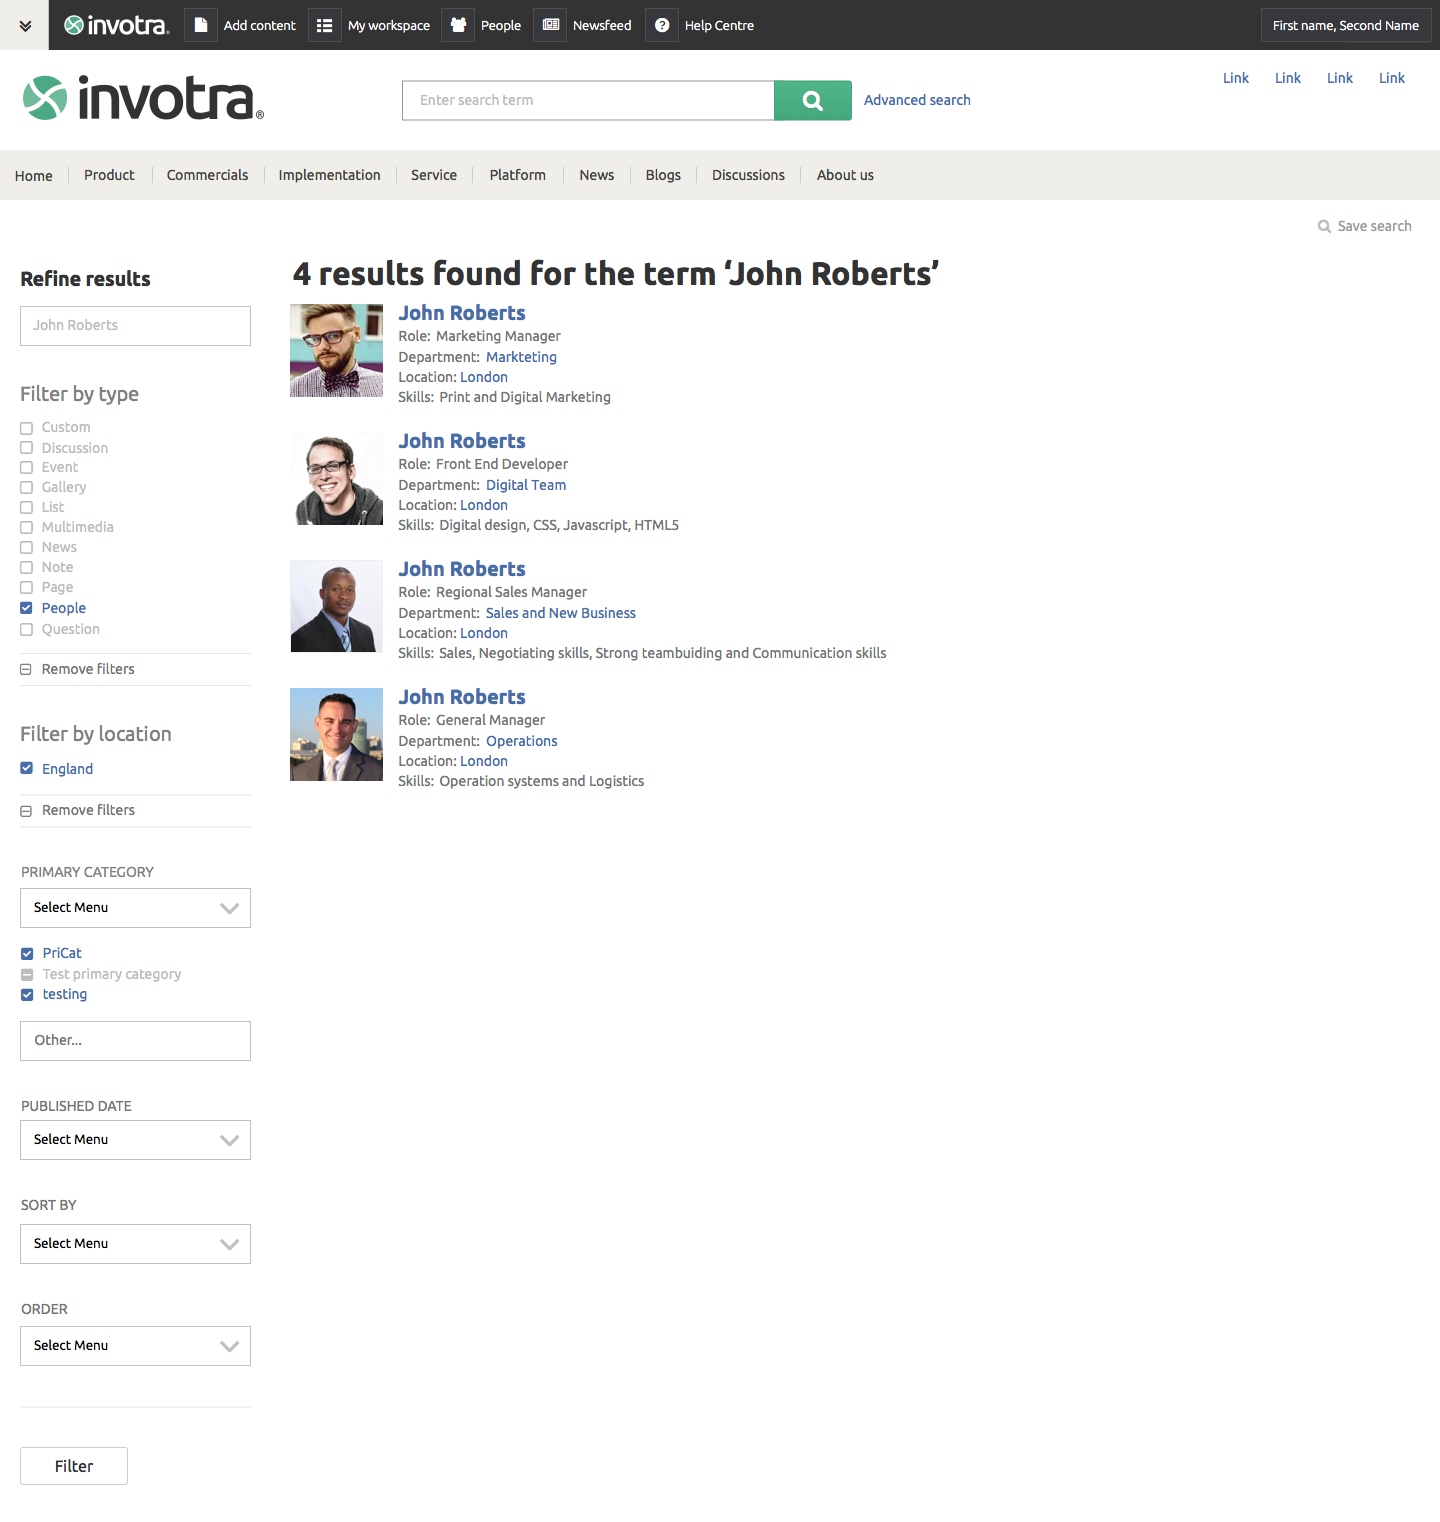 invotra Add content My workspace People Newsfeed Help Centre First name, Second Name
invotra®
Enter search term
Advanced search
Link Link Link Link
Home Product Commercials Implementation Service Platform News Blogs Discussions About us
Save search
Refine results
John Roberts
Filter by type
Custom
Discussion
Event
Gallery
List
Multimedia
News
Note
Page
People
Question
Remove filters
Filter by location
England
Remove filters
PRIMARY CATEGORY
Select Menu
PriCat
Test primary category
testing
Other...
PUBLISHED DATE
Select Menu
SORT BY
Select Menu
ORDER
Select Menu
Filter
4 results found for the term ‘John Roberts’
John Roberts
Role: Marketing Manager
Department: Markteting
Location: London
Skills: Print and Digital Marketing
John Roberts
Role: Front End Developer
Department: Digital Team
Location: London
Skills: Digital design, CSS, Javascript, HTML5
John Roberts
Role: Regional Sales Manager
Department: Sales and New Business
Location: London
Skills: Sales, Negotiating skills, Strong teambuiding and Communication skills
John Roberts
Role: General Manager
Department: Operations
Location: London
Skills: Operation systems and Logistics